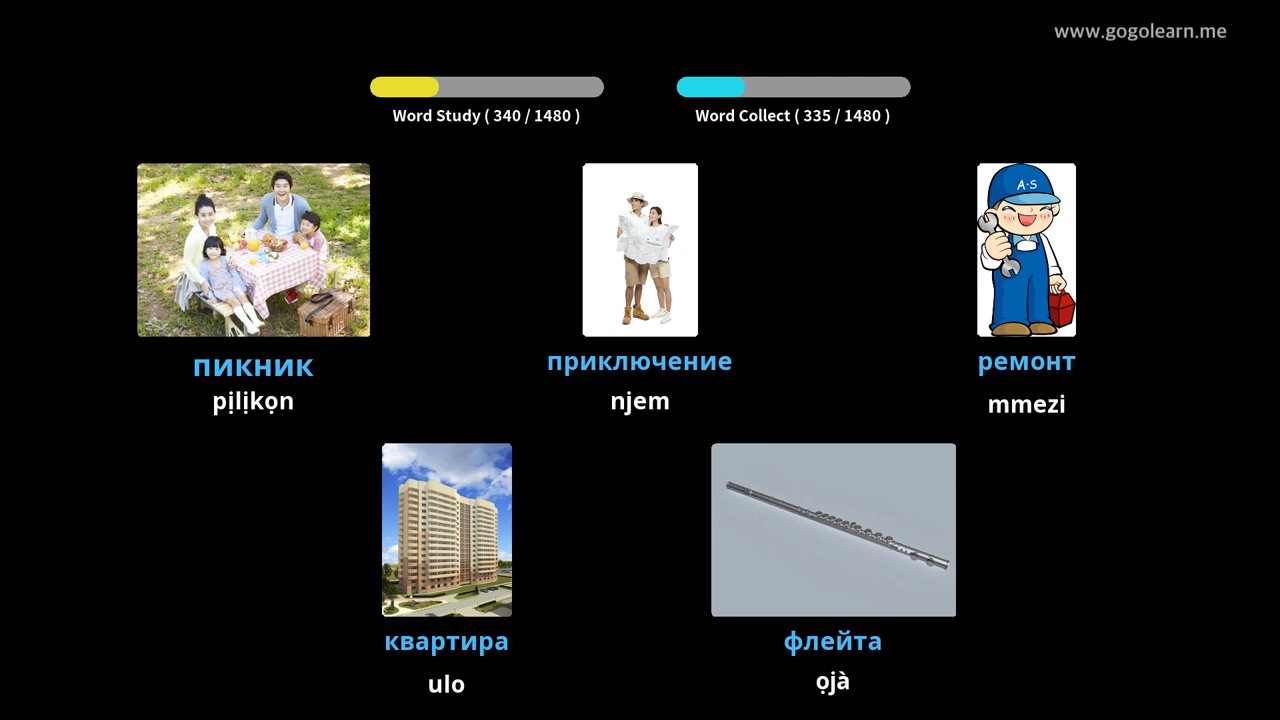 www.gogolearn.me
Word Study ( 340 / 1480 )
Word Collect ( 335 / 1480 )
A·S
пикник
pịlịkọn
приключение
njem
ремонт
mmezi
квартира
ulo
флейта
ọjà